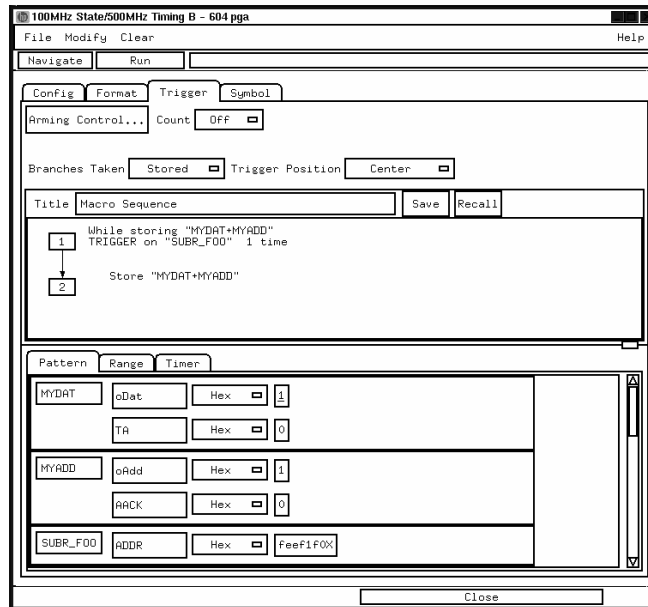 100MHz State/500MHz Timing B - 604 pga
File Modify Clear Help
Navigate Run
Config Format Trigger Symbol
Arming Control... Count Off
Branches Taken Stored Trigger Position Center
Title Macro Sequence Save Recall
While storing "MYDAT+MYADD"
1 TRIGGER on "SUBR_FOO" 1 time
2 Store "MYDAT+MYADD"
Pattern Range Timer
MYDAT oDat Hex 1
TA Hex 0
MYADD oAdd Hex 1
AACK Hex 0
SUBR_FOO ADDR Hex feef1f0X
Close